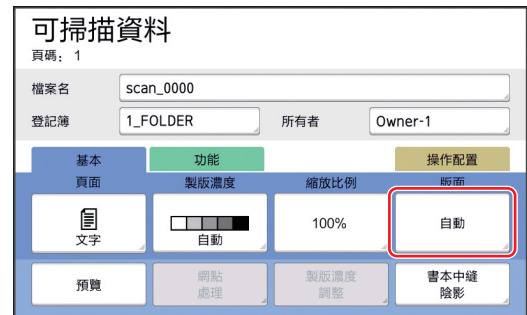 可掃描資料
頁碼： 1
檔案名 scan_0000
登記簿 1_FOLDER 所有者 Owner-1
基本 功能 操作配置
頁面 製版濃度 縮放比例 版面
文字 自動 100% 自動
預覽 網點處理 製版濃度調整 書本中縫陰影